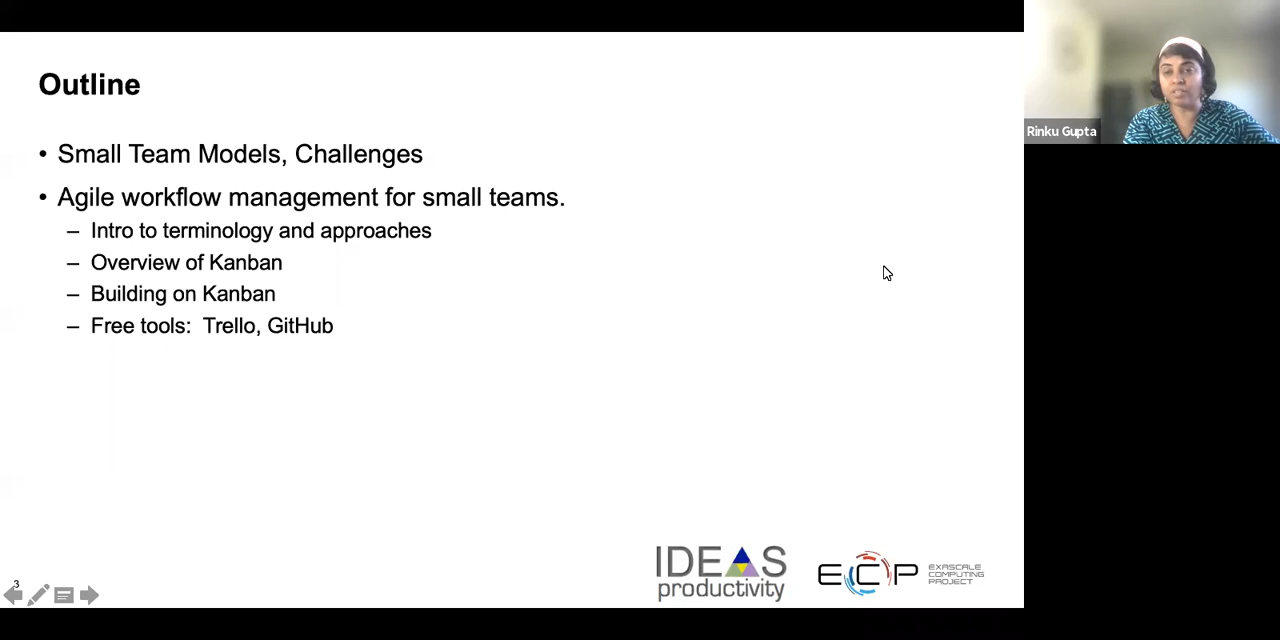 Outline
• Small Team Models, Challenges
• Agile workflow management for small teams.
– Intro to terminology and approaches
– Overview of Kanban
– Building on Kanban
– Free tools:  Trello, GitHub
Rinku Gupta
3
IDEAS
productivity
ECP
EXASCALE
COMPUTING
PROJECT